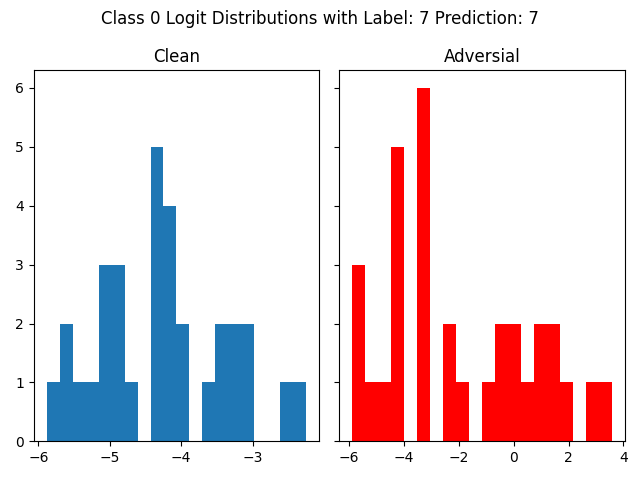 Class 0 Logit Distributions with Label: 7 Prediction: 7
Clean
Adversial
6
5
4
3
2
1
0
−6 −5 −4 −3
−6 −4 −2 0 2 4